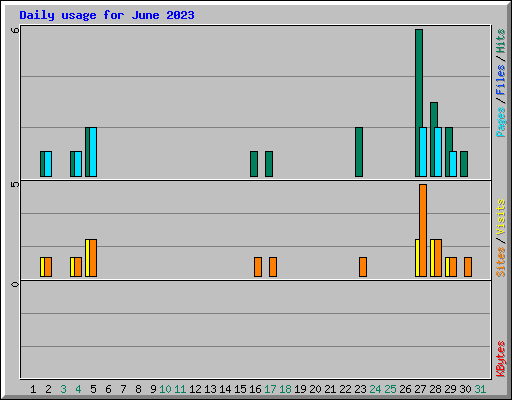 Daily usage for June 2023
6
5
0
Pages/Files/Hits
Sites/Visits
KBytes
1 2 3 4 5 6 7 8 9 10 11 12 13 14 15 16 17 18 19 20 21 22 23 24 25 26 27 28 29 30 31